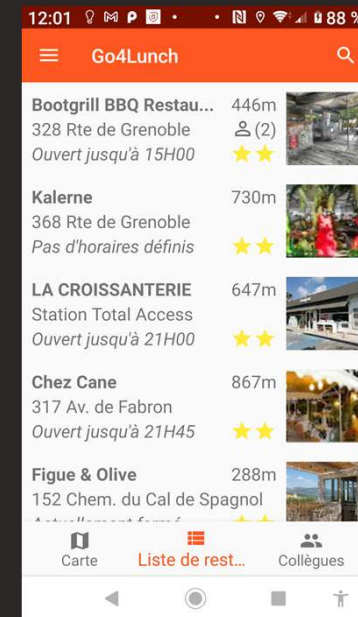 12:01 88 %
Go4Lunch
Bootgrill BBQ Restau... 446m
328 Rte de Grenoble (2)
Ouvert jusqu'à 15H00
Kalerne 730m
368 Rte de Grenoble
Pas d'horaires définis
LA CROISSANTERIE 647m
Station Total Access
Ouvert jusqu'à 21H00
Chez Cane 867m
317 Av. de Fabron
Ouvert jusqu'à 21H45
Figue & Olive 288m
152 Chem. du Cal de Spagnol
Actuellement fermé
Carte Liste de rest... Collègues